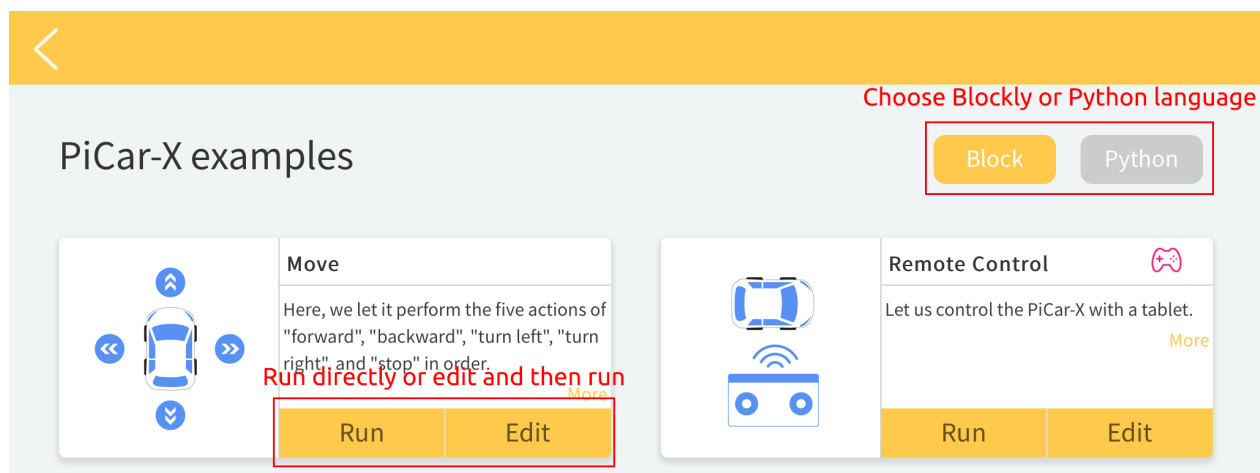 Choose Blockly or Python language
PiCar-X examples
Block
Python
Move
Here, we let it perform the five actions of
"forward", "backward", "turn left", "turn
right", and "stop" in order.
Run directly or edit and then run
More
Run
Edit
Remote Control
Let us control the PiCar-X with a tablet.
More
Run
Edit